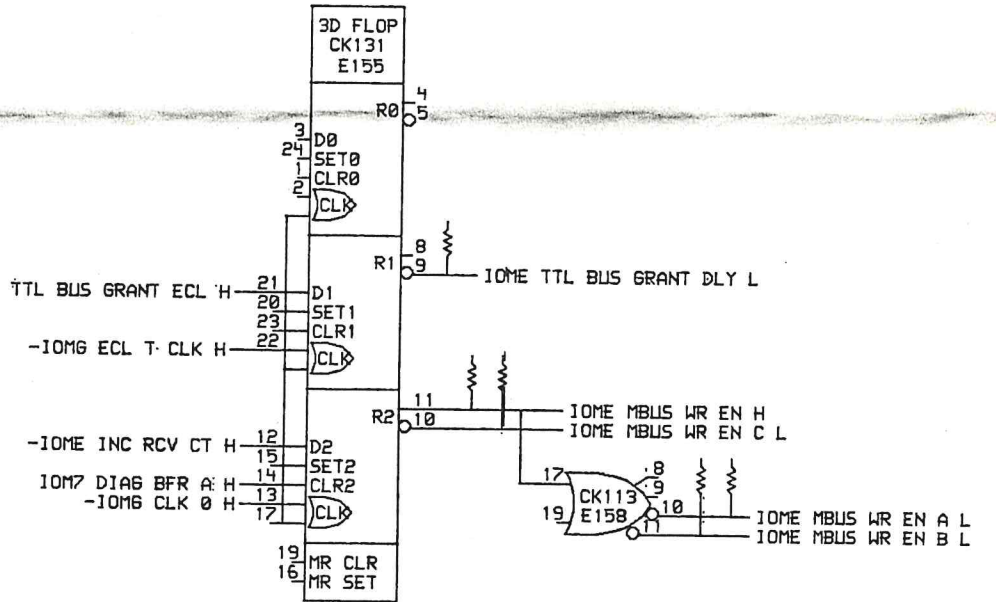 3D FLOP
CK131
E155
R0
4
5
3
D0
24
SET0
1
CLR0
2
CLK
R1
8
9
IOME TTL BUS GRANT DLY L
TTL BUS GRANT ECL H
21
D1
20
SET1
23
CLR1
-IOM6 ECL T CLK H
22
CLK
R2
11
IOME MBUS WR EN H
10
IOME MBUS WR EN C L
-IOME INC RCV CT H
12
D2
15
SET2
IOM7 DIAG BFR A H
14
CLR2
-IOM6 CLK 0 H
13
CLK
17
17
CK113
E158
8
9
19
10
IOME MBUS WR EN A L
11
IOME MBUS WR EN B L
19
MR CLR
16
MR SET